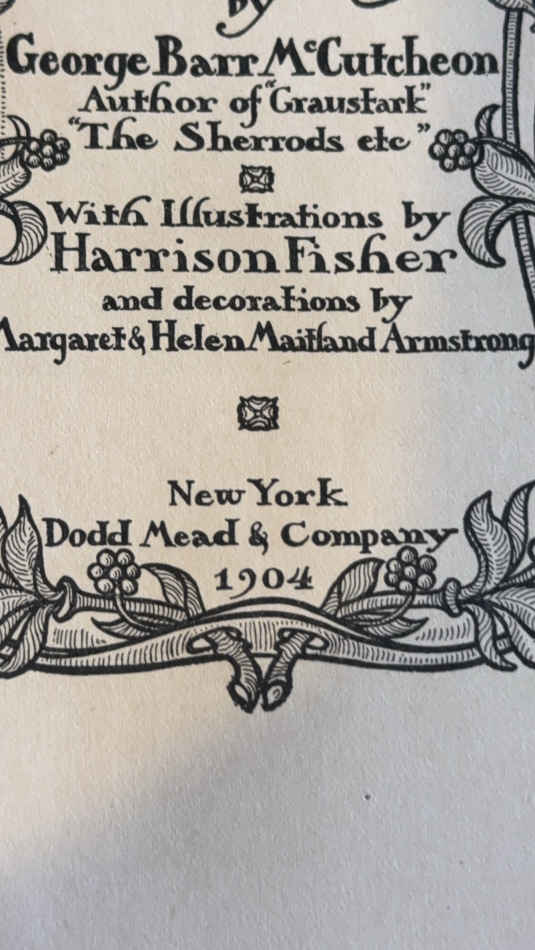 by
George Barr McCutcheon
Author of "Graustark"
"The Sherrods etc"
With Illustrations by
Harrison Fisher
and decorations by
Margaret & Helen Maitland Armstrong
New York
Dodd Mead & Company
1904